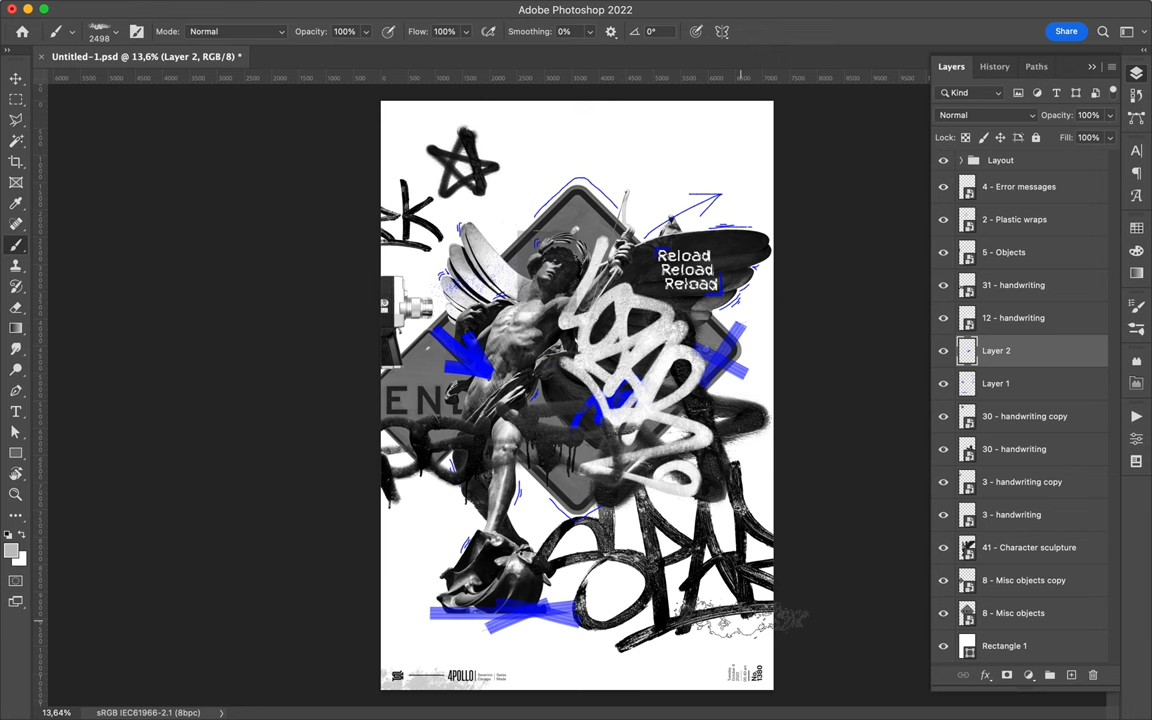 Adobe Photoshop 2022
2498
Mode: Normal
Opacity: 100%
Flow: 100%
Smoothing: 0%
0°
Share
× Untitled-1.psd @ 13,6% (Layer 2, RGB/8) *
Layers
History
Paths
Kind
Normal
Opacity: 100%
Lock:
Fill: 100%
Layout
4 - Error messages
2 - Plastic wraps
5 - Objects
31 - handwriting
12 - handwriting
Layer 2
Layer 1
30 - handwriting copy
30 - handwriting
3 - handwriting copy
3 - handwriting
41 - Character sculpture
8 - Misc objects copy
8 - Misc objects
Rectangle 1
Reload
Reload
Reload
4POLLO
No. 1380
13,64%
sRGB IEC61966-2.1 (8bpc)